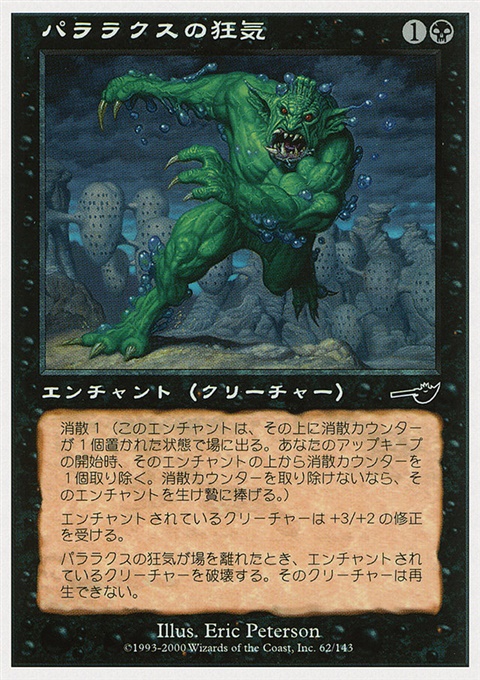 パララクスの狂気 1
エンチャント（クリーチャー）
消散１（このエンチャントは、その上に消散カウンター
が１個置かれた状態で場に出る。あなたのアップキープ
の開始時、そのエンチャントの上から消散カウンターを
１個取り除く。消散カウンターを取り除けないなら、そ
のエンチャントを生け贄に捧げる。）
エンチャントされているクリーチャーは +3/+2 の修正
を受ける。
パララクスの狂気が場を離れたとき、エンチャントされ
ているクリーチャーを破壊する。そのクリーチャーは再
生できない。
Illus. Eric Peterson
©1993-2000 Wizards of the Coast, Inc. 62/143